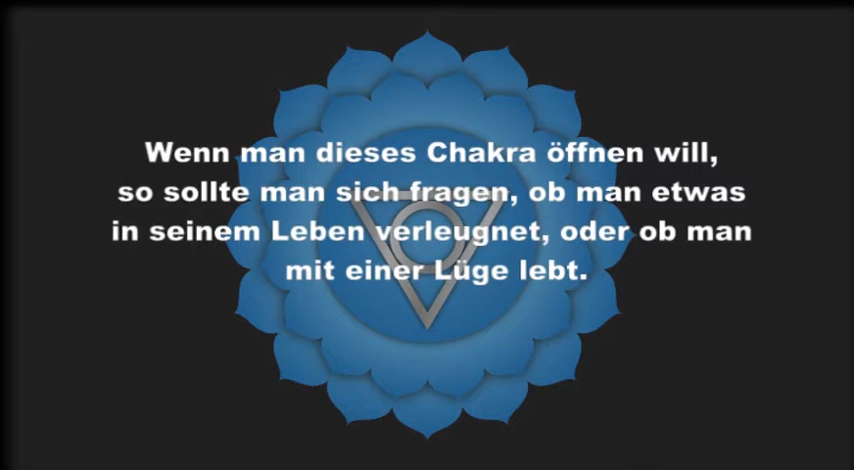 Wenn man dieses Chakra öffnen will,
so sollte man sich fragen, ob man etwas
in seinem Leben verleugnet, oder ob man
mit einer Lüge lebt.